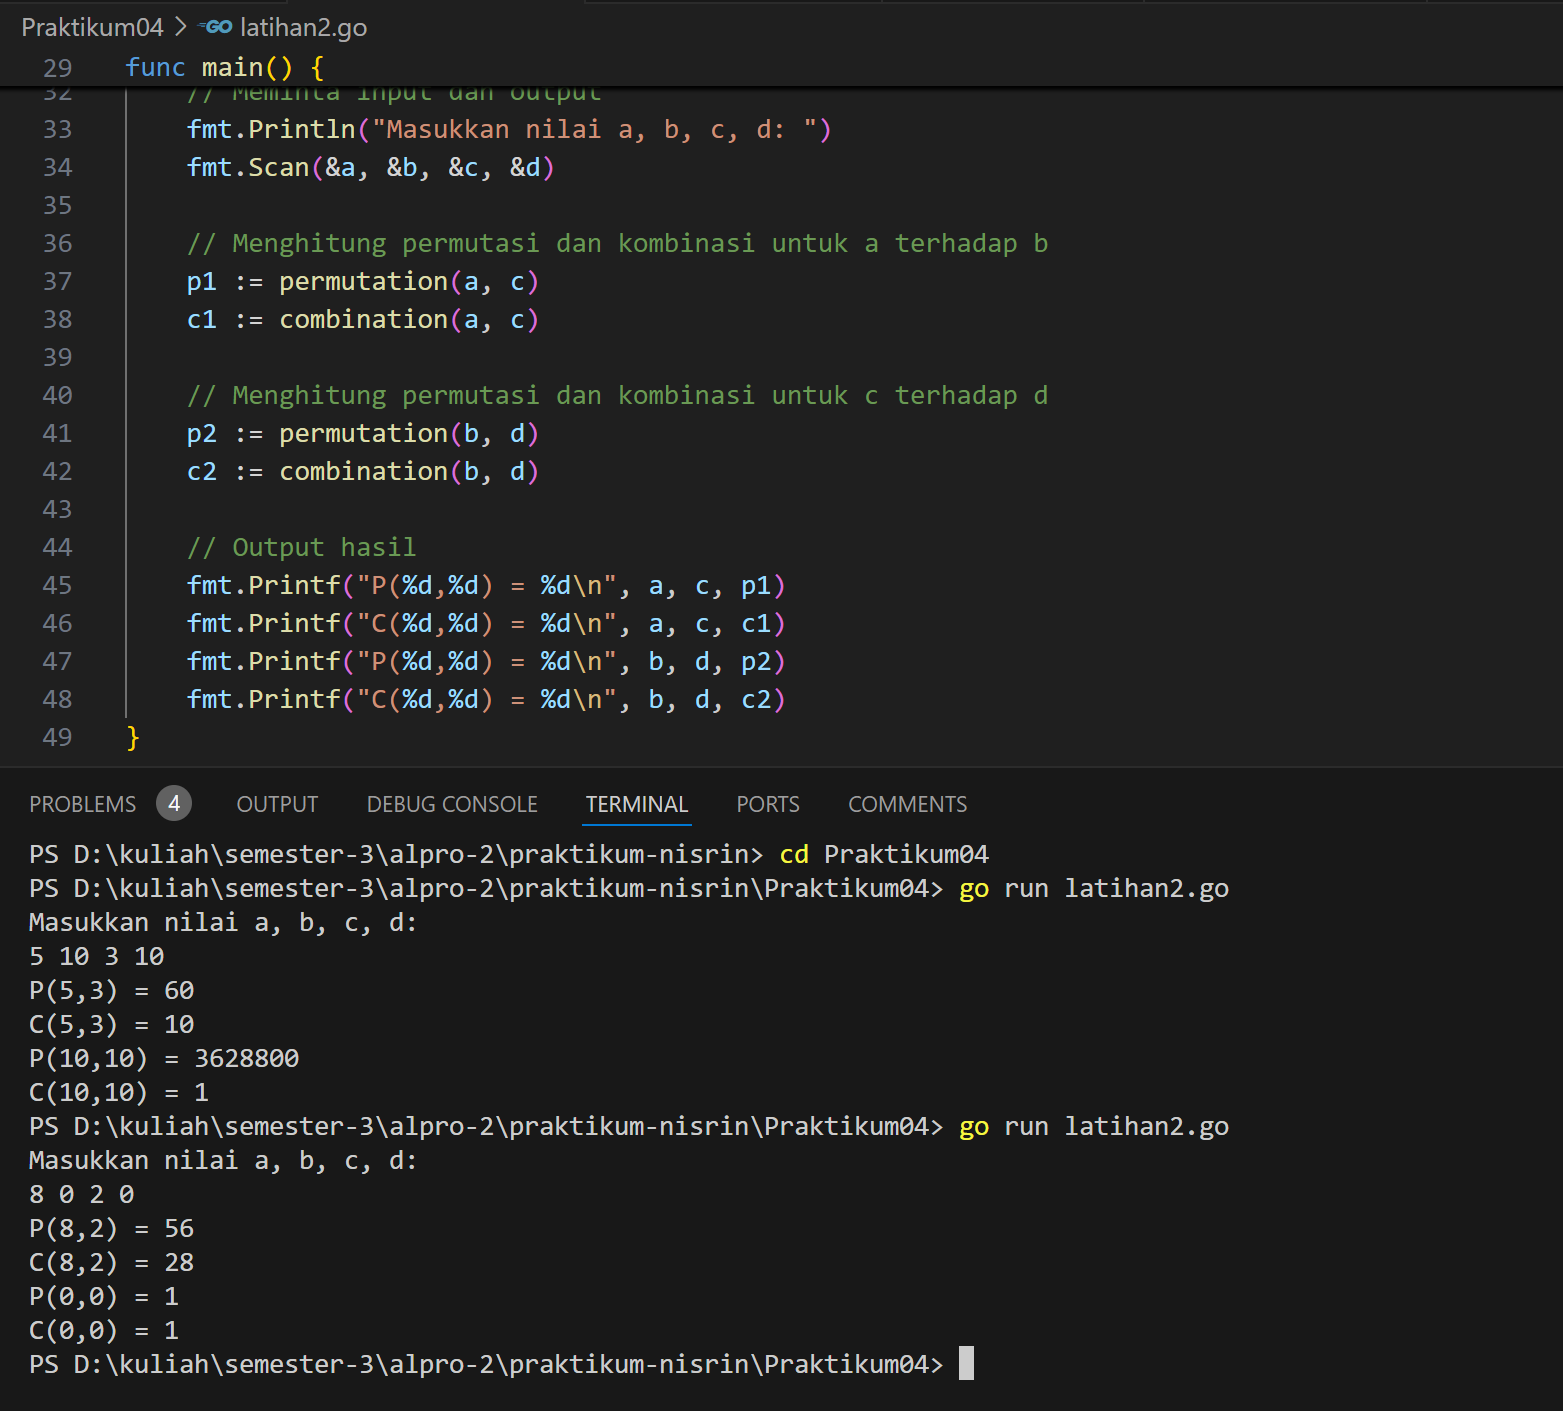 Praktikum04 > GO latihan2.go
29 func main() {
32 // Meminta input dan output
33 fmt.Println("Masukkan nilai a, b, c, d: ")
34 fmt.Scan(&a, &b, &c, &d)
35
36 // Menghitung permutasi dan kombinasi untuk a terhadap b
37 p1 := permutation(a, c)
38 c1 := combination(a, c)
39
40 // Menghitung permutasi dan kombinasi untuk c terhadap d
41 p2 := permutation(b, d)
42 c2 := combination(b, d)
43
44 // Output hasil
45 fmt.Printf("P(%d,%d) = %d\n", a, c, p1)
46 fmt.Printf("C(%d,%d) = %d\n", a, c, c1)
47 fmt.Printf("P(%d,%d) = %d\n", b, d, p2)
48 fmt.Printf("C(%d,%d) = %d\n", b, d, c2)
49 }
PROBLEMS 4 OUTPUT DEBUG CONSOLE TERMINAL PORTS COMMENTS
PS D:\kuliah\semester-3\alpro-2\praktikum-nisrin> cd Praktikum04
PS D:\kuliah\semester-3\alpro-2\praktikum-nisrin\Praktikum04> go run latihan2.go
Masukkan nilai a, b, c, d:
5 10 3 10
P(5,3) = 60
C(5,3) = 10
P(10,10) = 3628800
C(10,10) = 1
PS D:\kuliah\semester-3\alpro-2\praktikum-nisrin\Praktikum04> go run latihan2.go
Masukkan nilai a, b, c, d:
8 0 2 0
P(8,2) = 56
C(8,2) = 28
P(0,0) = 1
C(0,0) = 1
PS D:\kuliah\semester-3\alpro-2\praktikum-nisrin\Praktikum04>